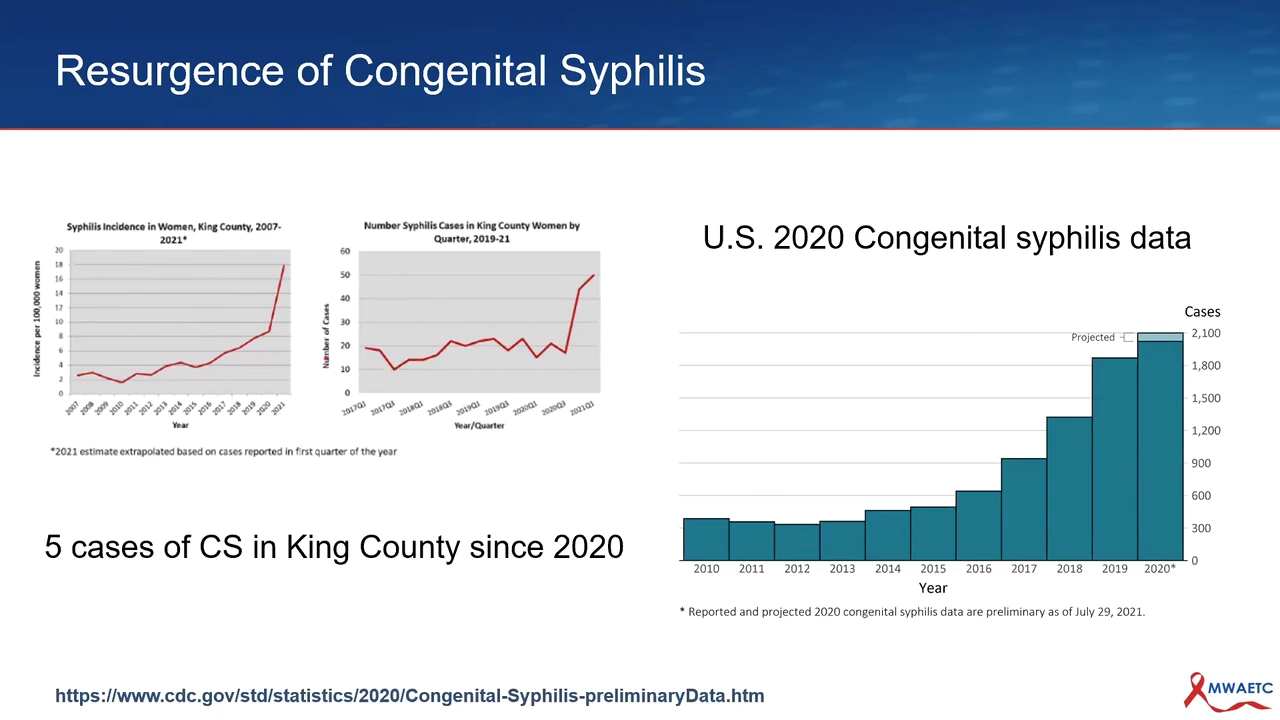 Resurgence of Congenital Syphilis
Syphilis Incidence in Women, King County, 2007-
2021*
20
18
16
14
12
10
8
6
4
2
0
Incidence per 100,000 women
2007
2008
2009
2010
2011
2012
2013
2014
2015
2016
2017
2018
2019
2020
2021
Year
Number Syphilis Cases in King County Women by
Quarter, 2019-21
60
50
40
30
20
10
0
Number of Cases
2017Q1
2017Q3
2018Q1
2018Q3
2019Q1
2019Q3
2020Q1
2020Q3
2021Q1
Year/Quarter
*2021 estimate extrapolated based on cases reported in first quarter of the year
5 cases of CS in King County since 2020
U.S. 2020 Congenital syphilis data
Cases
Projected
2,100
1,800
1,500
1,200
900
600
300
0
2010 2011 2012 2013 2014 2015 2016 2017 2018 2019 2020*
Year
* Reported and projected 2020 congenital syphilis data are preliminary as of July 29, 2021.
https://www.cdc.gov/std/statistics/2020/Congenital-Syphilis-preliminaryData.htm
MWAETC